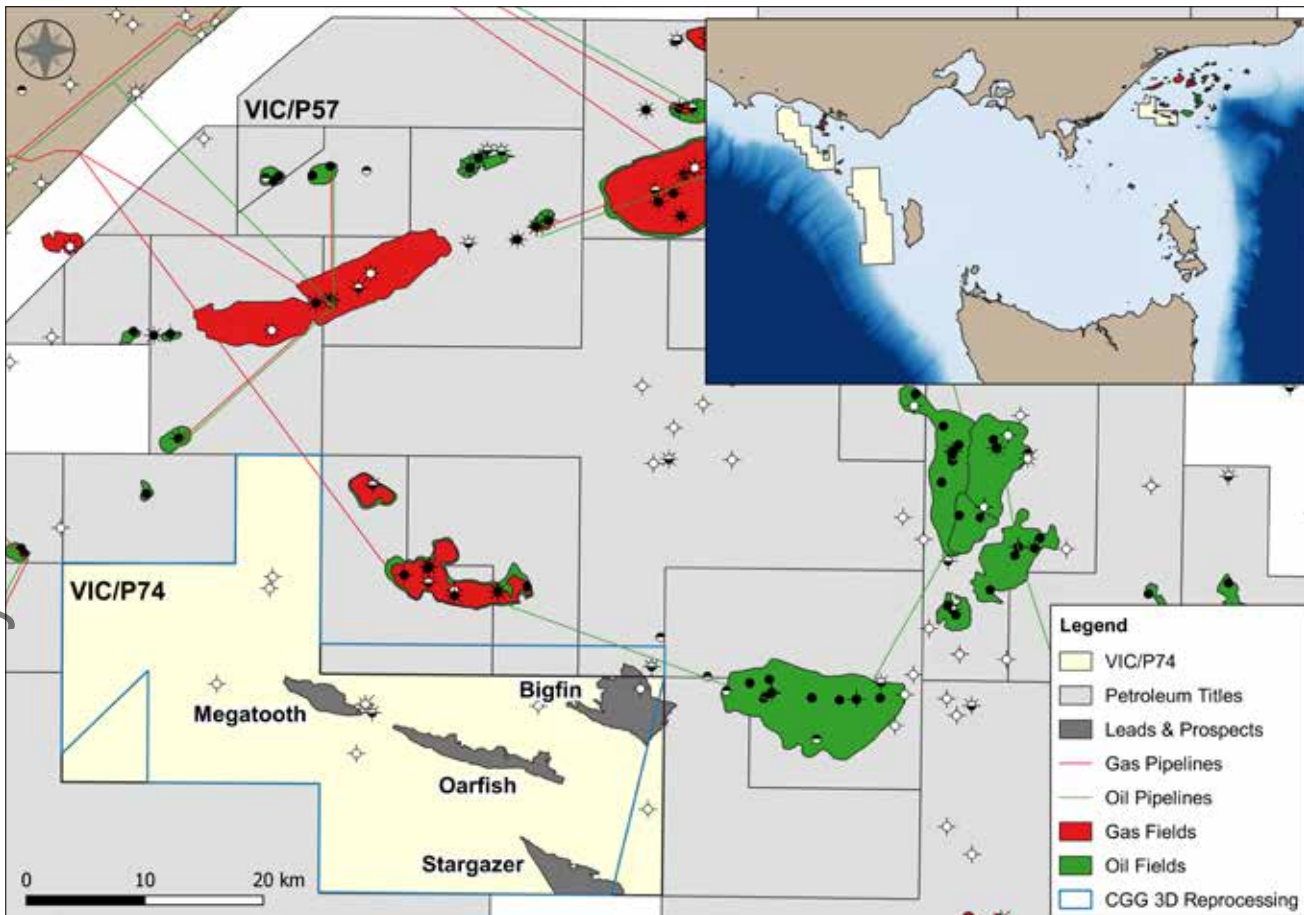 VIC/P57
VIC/P74
Megatooth
Bigfin
Oarfish
Stargazer
0 10 20 km
Legend
VIC/P74
Petroleum Titles
Leads & Prospects
Gas Pipelines
Oil Pipelines
Gas Fields
Oil Fields
CGG 3D Reprocessing